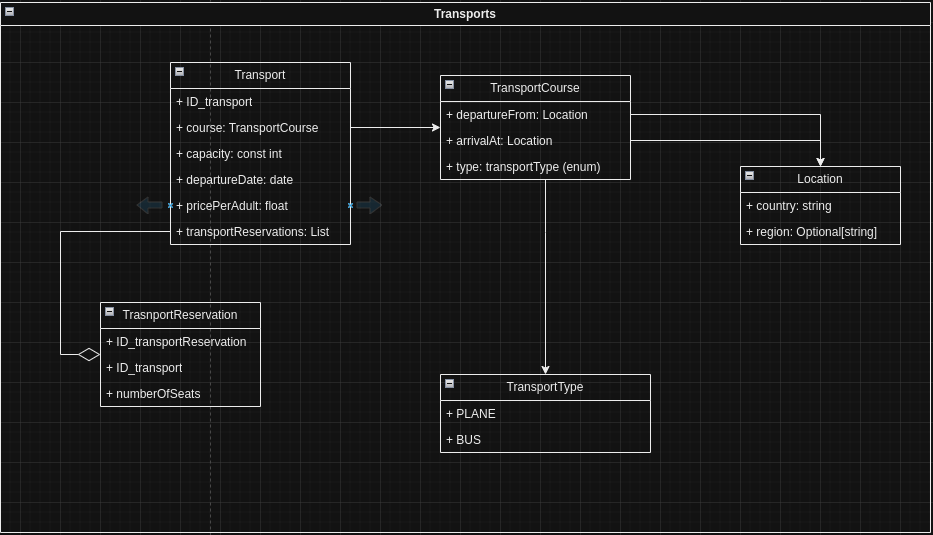 Transports
Transport
+ ID_transport
+ course: TransportCourse
+ capacity: const int
+ departureDate: date
+ pricePerAdult: float
+ transportReservations: List
TransportCourse
+ departureFrom: Location
+ arrivalAt: Location
+ type: transportType (enum)
Location
+ country: string
+ region: Optional[string]
TrasnportReservation
+ ID_transportReservation
+ ID_transport
+ numberOfSeats
TransportType
+ PLANE
+ BUS